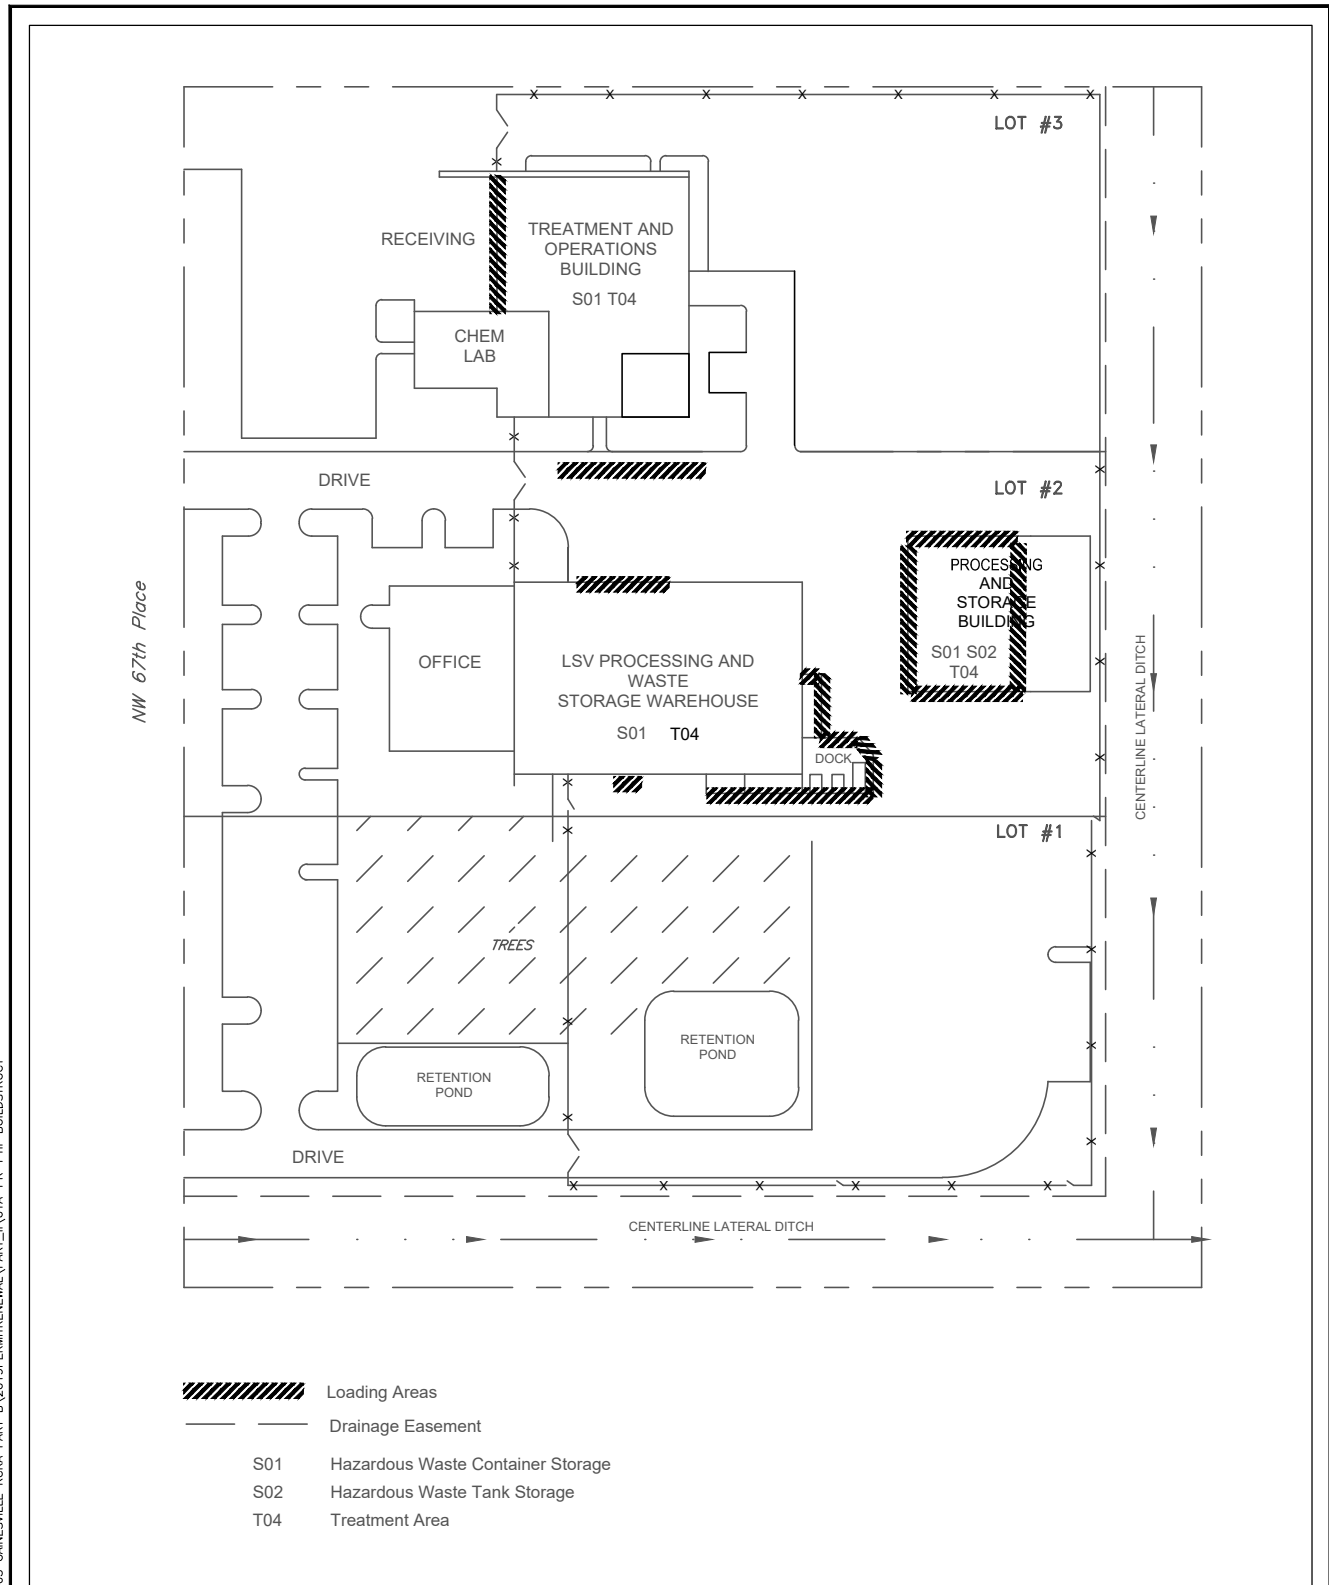 LOT #3
RECEIVING
TREATMENT AND
OPERATIONS
BUILDING
S01 T04
CHEM
LAB
DRIVE
LOT #2
NW 67th Place
PROCESSING
AND
STORAGE
BUILDING
S01 S02
T04
OFFICE
LSV PROCESSING AND
WASTE
STORAGE WAREHOUSE
S01 T04
DOCK
CENTERLINE LATERAL DITCH
LOT #1
TREES
RETENTION
POND
RETENTION
POND
DRIVE
CENTERLINE LATERAL DITCH
Loading Areas
Drainage Easement
S01 Hazardous Waste Container Storage
S02 Hazardous Waste Tank Storage
T04 Treatment Area